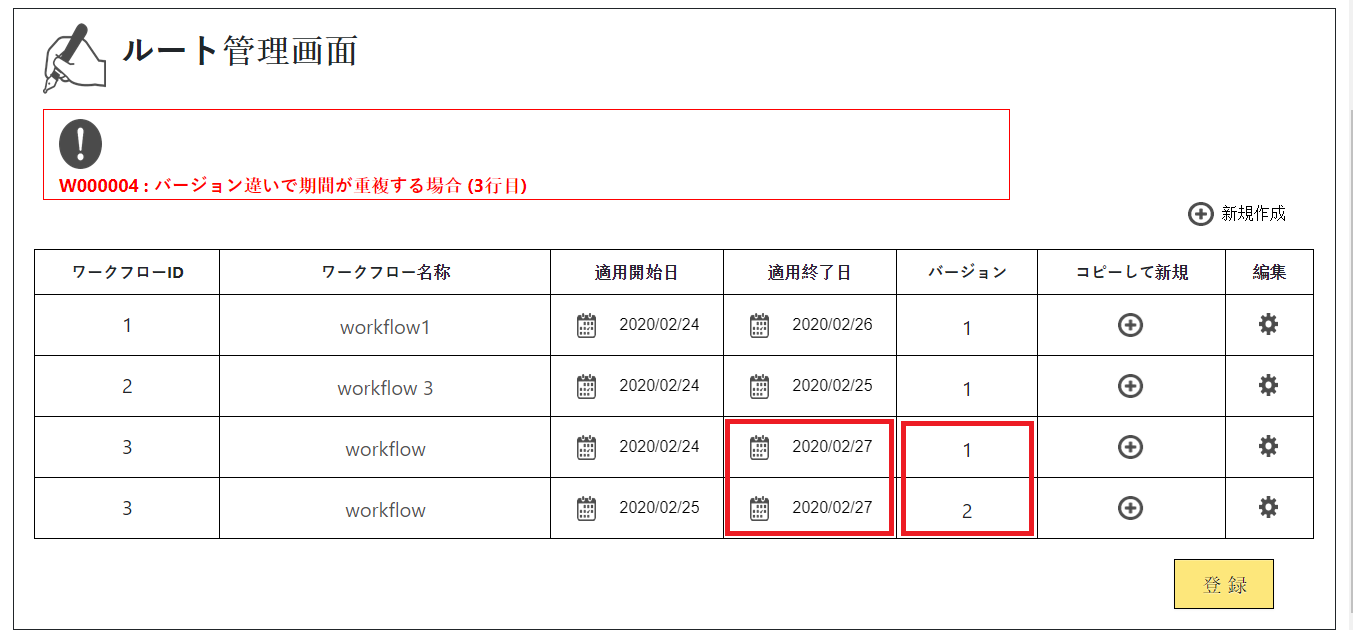 ルート管理画面
W000004 : バージョン違いで期間が重複する場合 (3行目)
新規作成
ワークフローID ワークフロー名称 適用開始日 適用終了日 バージョン コピーして新規 編集
1 workflow1 2020/02/24 2020/02/26 1
2 workflow 3 2020/02/24 2020/02/25 1
3 workflow 2020/02/24 2020/02/27 1
3 workflow 2020/02/25 2020/02/27 2
登 録